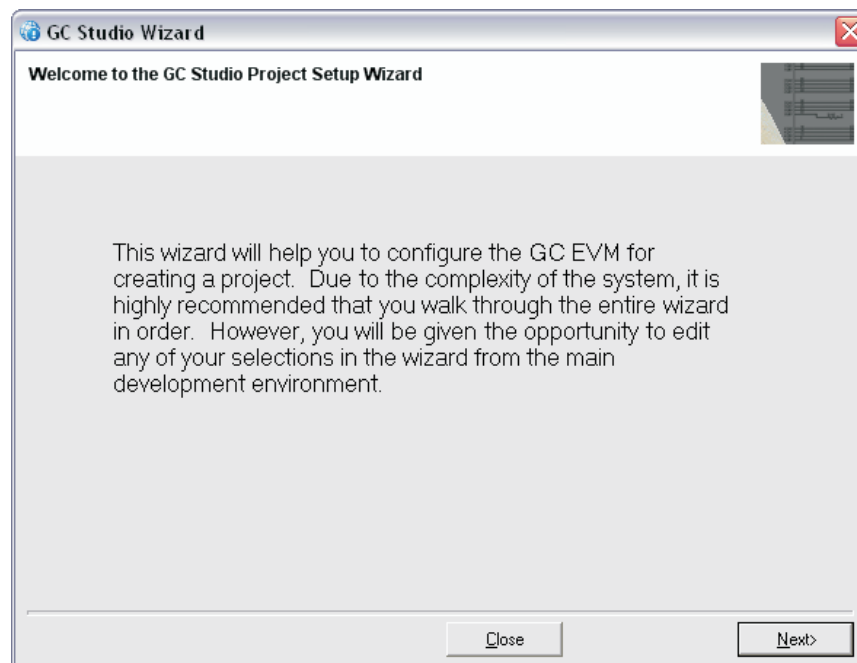 GC Studio Wizard
Welcome to the GC Studio Project Setup Wizard
This wizard will help you to configure the GC EVM for
creating a project.  Due to the complexity of the system, it is
highly recommended that you walk through the entire wizard
in order.  However, you will be given the opportunity to edit
any of your selections in the wizard from the main
development environment.
Close
Next>